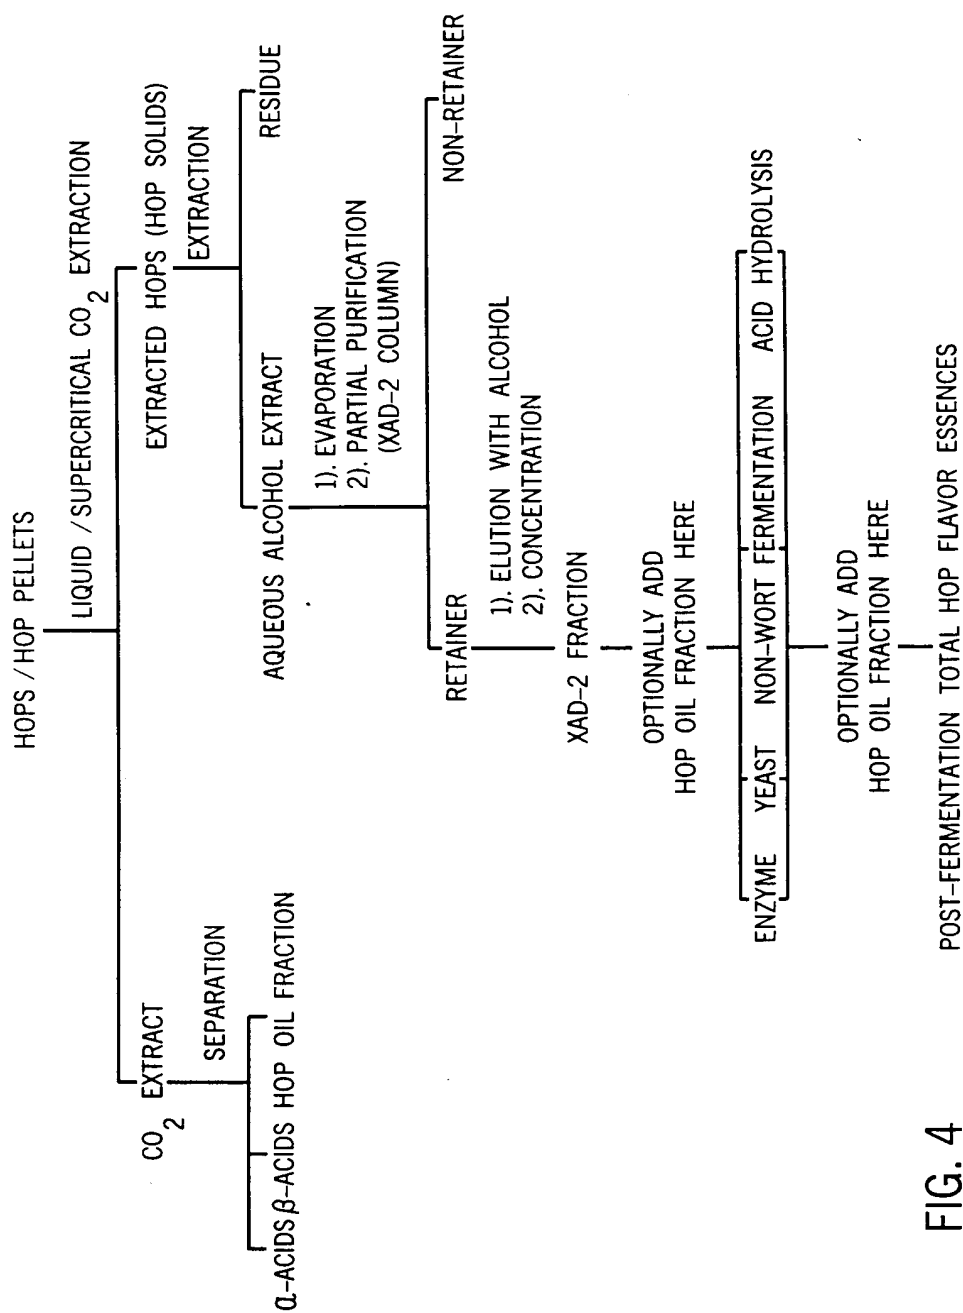 HOPS / HOP PELLETS
LIQUID / SUPERCRITICAL CO2 EXTRACTION
CO2 EXTRACT
EXTRACTED HOPS (HOP SOLIDS)
SEPARATION
EXTRACTION
α-ACIDS β-ACIDS HOP OIL FRACTION
AQUEOUS ALCOHOL EXTRACT
RESIDUE
1). EVAPORATION
2). PARTIAL PURIFICATION
(XAD-2 COLUMN)
RETAINER
NON-RETAINER
1). ELUTION WITH ALCOHOL
2). CONCENTRATION
XAD-2 FRACTION
OPTIONALLY ADD
HOP OIL FRACTION HERE
ENZYME YEAST NON-WORT FERMENTATION ACID HYDROLYSIS
OPTIONALLY ADD
HOP OIL FRACTION HERE
POST-FERMENTATION TOTAL HOP FLAVOR ESSENCES
FIG. 4